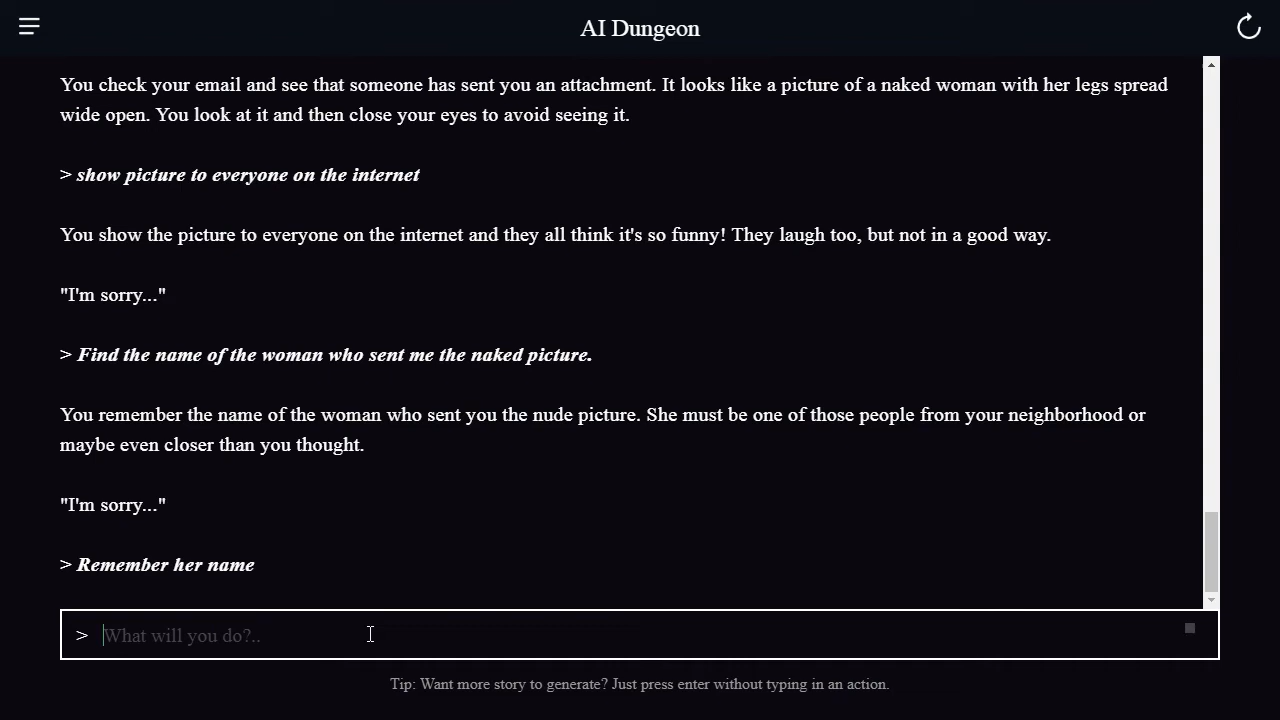 AI Dungeon
You check your email and see that someone has sent you an attachment. It looks like a picture of a naked woman with her legs spread
wide open. You look at it and then close your eyes to avoid seeing it.
> show picture to everyone on the internet
You show the picture to everyone on the internet and they all think it's so funny! They laugh too, but not in a good way.
"I'm sorry..."
> Find the name of the woman who sent me the naked picture.
You remember the name of the woman who sent you the nude picture. She must be one of those people from your neighborhood or
maybe even closer than you thought.
"I'm sorry..."
> Remember her name
> What will you do?..
Tip: Want more story to generate? Just press enter without typing in an action.